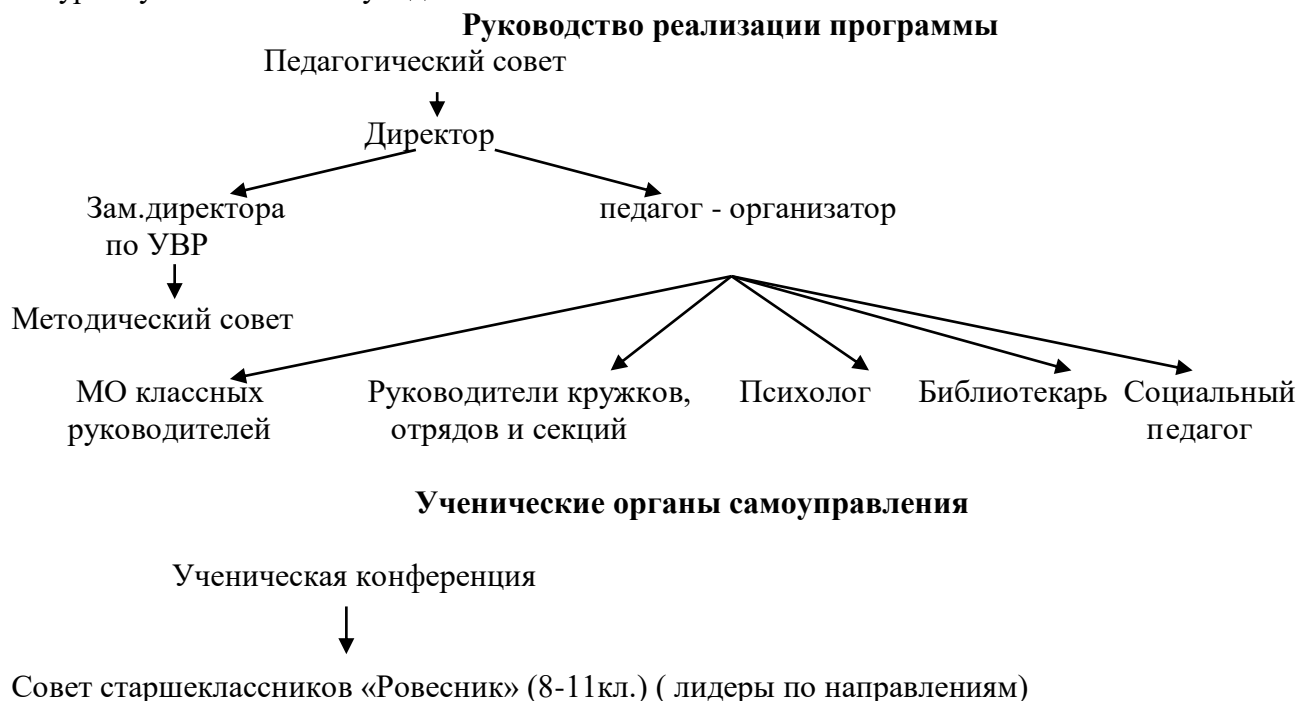 Руководство реализации программы
Педагогический совет
Директор
Зам.директора педагог - организатор
по УВР
Методический совет
МО классных Руководители кружков, Психолог Библиотекарь Социальный
руководителей отрядов и секций педагог
Ученические органы самоуправления
Ученическая конференция
Совет старшеклассников «Ровесник» (8-11кл.) ( лидеры по направлениям)